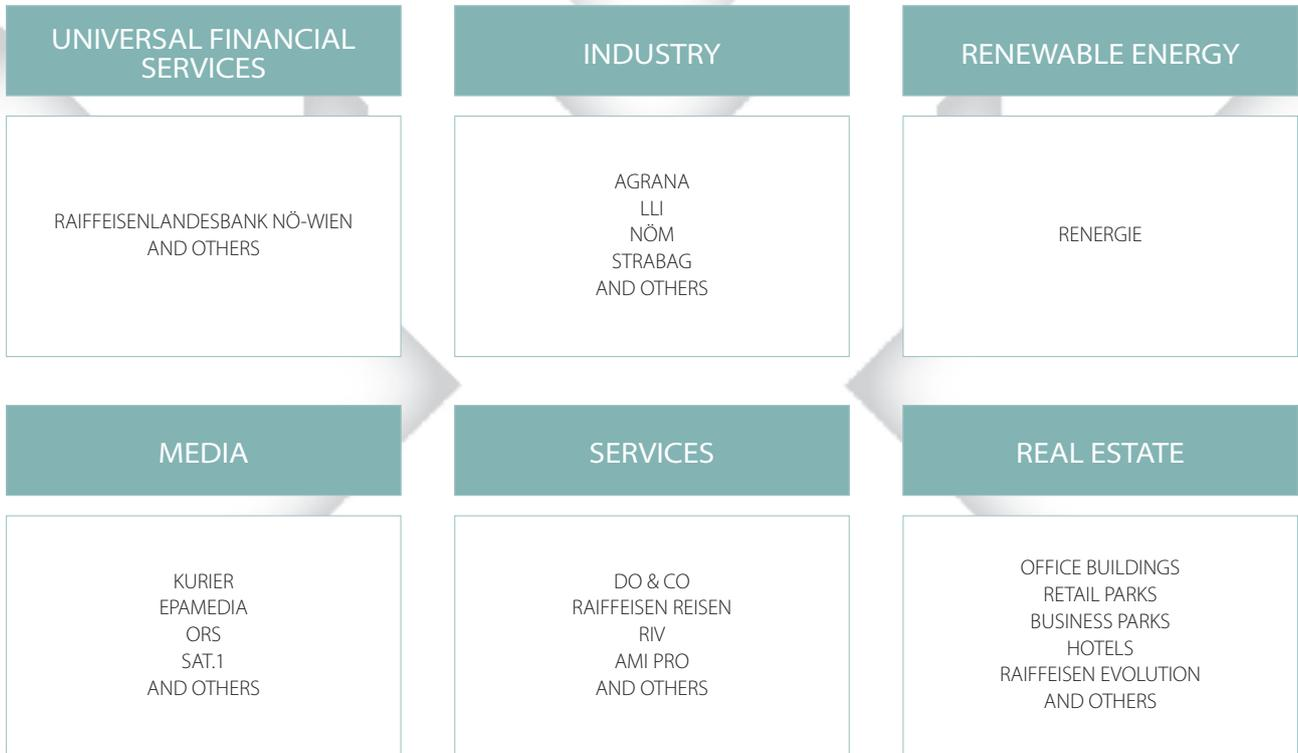 UNIVERSAL FINANCIAL
SERVICES
RAIFFEISENLANDESBANK NÖ-WIEN
AND OTHERS
INDUSTRY
AGRANA
LLI
NÖM
STRABAG
AND OTHERS
RENEWABLE ENERGY
RENERGIE
MEDIA
KURIER
EPAMEDIA
ORS
SAT.1
AND OTHERS
SERVICES
DO & CO
RAIFFEISEN REISEN
RIV
AMI PRO
AND OTHERS
REAL ESTATE
OFFICE BUILDINGS
RETAIL PARKS
BUSINESS PARKS
HOTELS
RAIFFEISEN EVOLUTION
AND OTHERS